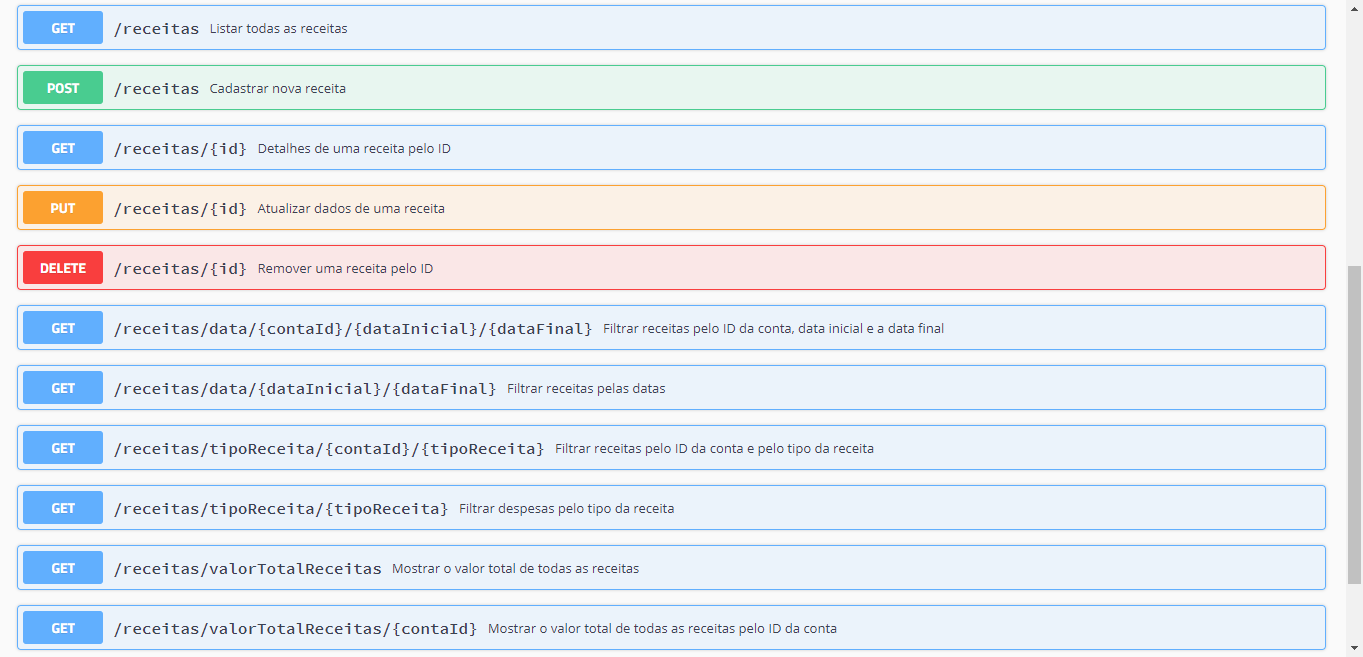 GET /receitas Listar todas as receitas
POST /receitas Cadastrar nova receita
GET /receitas/{id} Detalhes de uma receita pelo ID
PUT /receitas/{id} Atualizar dados de uma receita
DELETE /receitas/{id} Remover uma receita pelo ID
GET /receitas/data/{contaId}/{dataInicial}/{dataFinal} Filtrar receitas pelo ID da conta, data inicial e a data final
GET /receitas/data/{dataInicial}/{dataFinal} Filtrar receitas pelas datas
GET /receitas/tipoReceita/{contaId}/{tipoReceita} Filtrar receitas pelo ID da conta e pelo tipo da receita
GET /receitas/tipoReceita/{tipoReceita} Filtrar despesas pelo tipo da receita
GET /receitas/valorTotalReceitas Mostrar o valor total de todas as receitas
GET /receitas/valorTotalReceitas/{contaId} Mostrar o valor total de todas as receitas pelo ID da conta